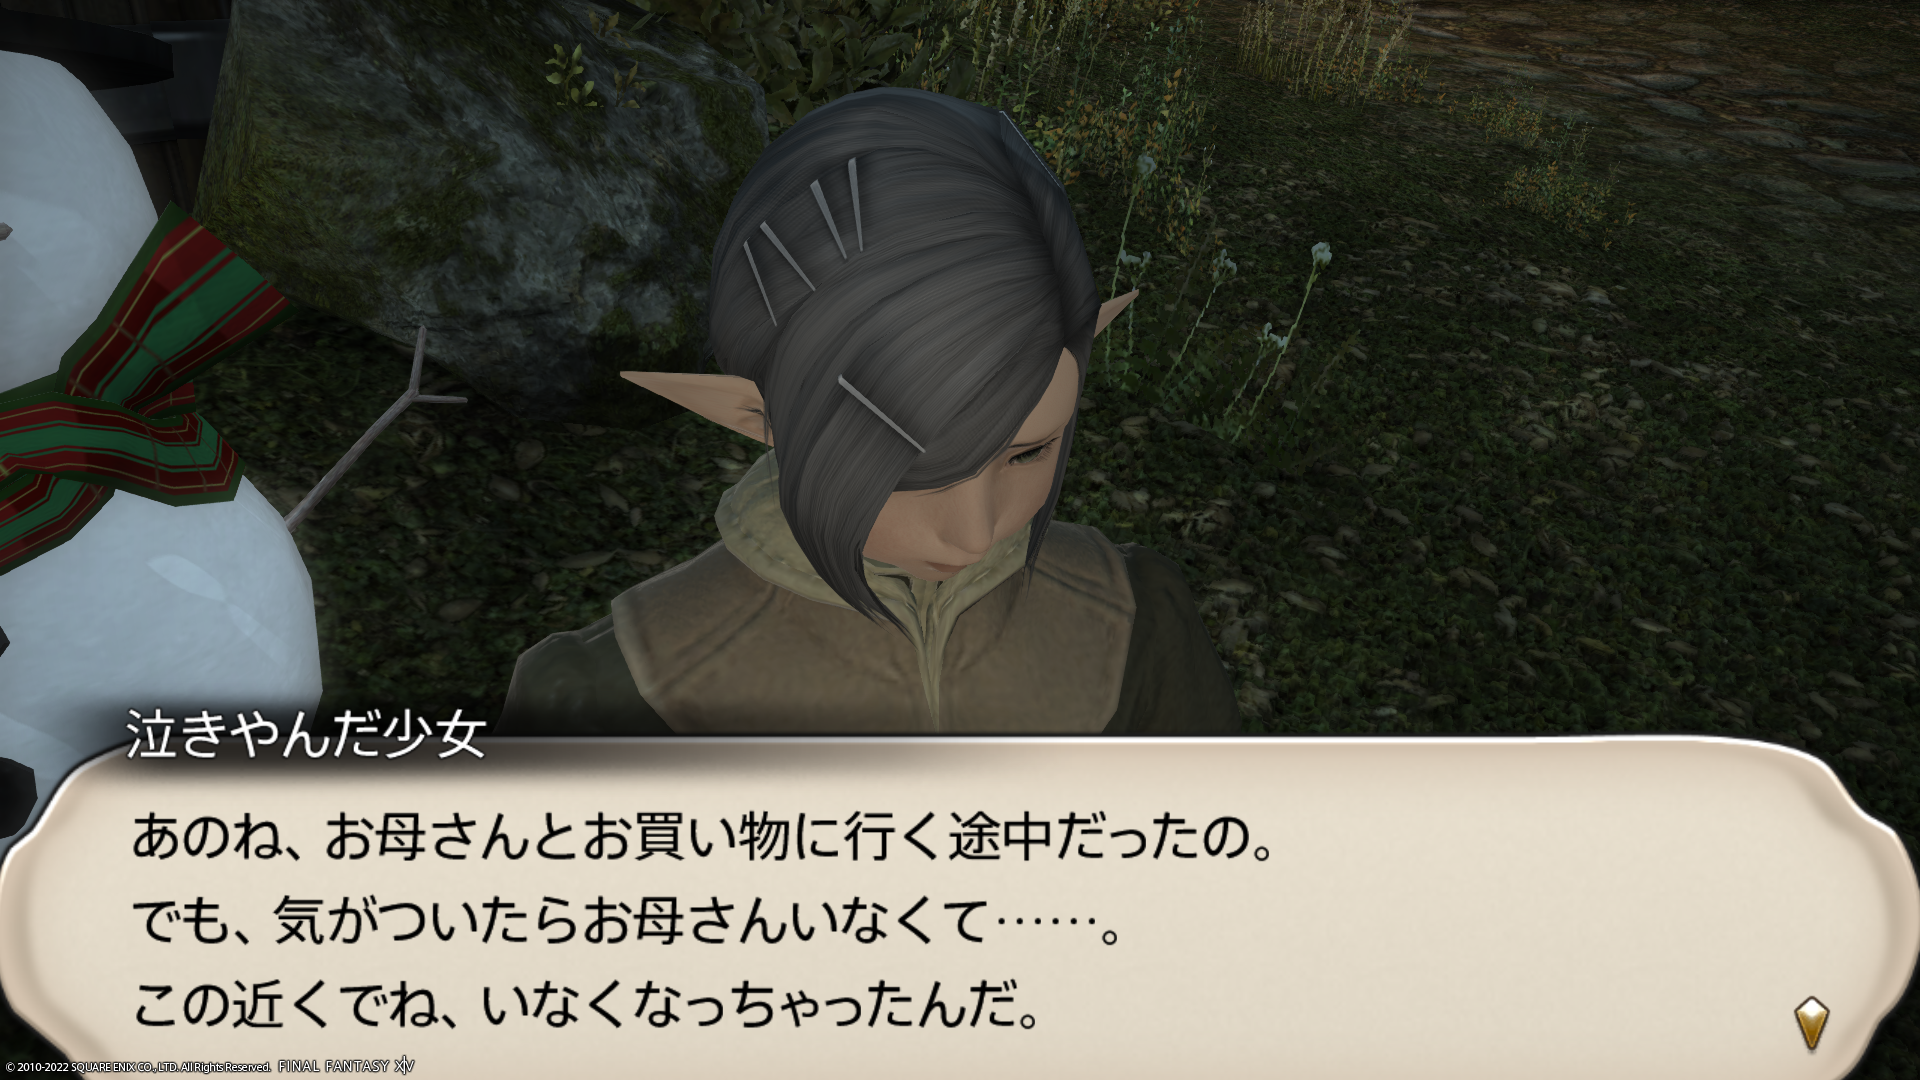 泣きやんだ少女
あのね、お母さんとお買い物に行く途中だったの。
でも、気がついたらお母さんいなくて……。
この近くでね、いなくなっちゃったんだ。
© 2010-2022 SQUARE ENIX CO., LTD. All Rights Reserved. FINAL FANTASY XIV